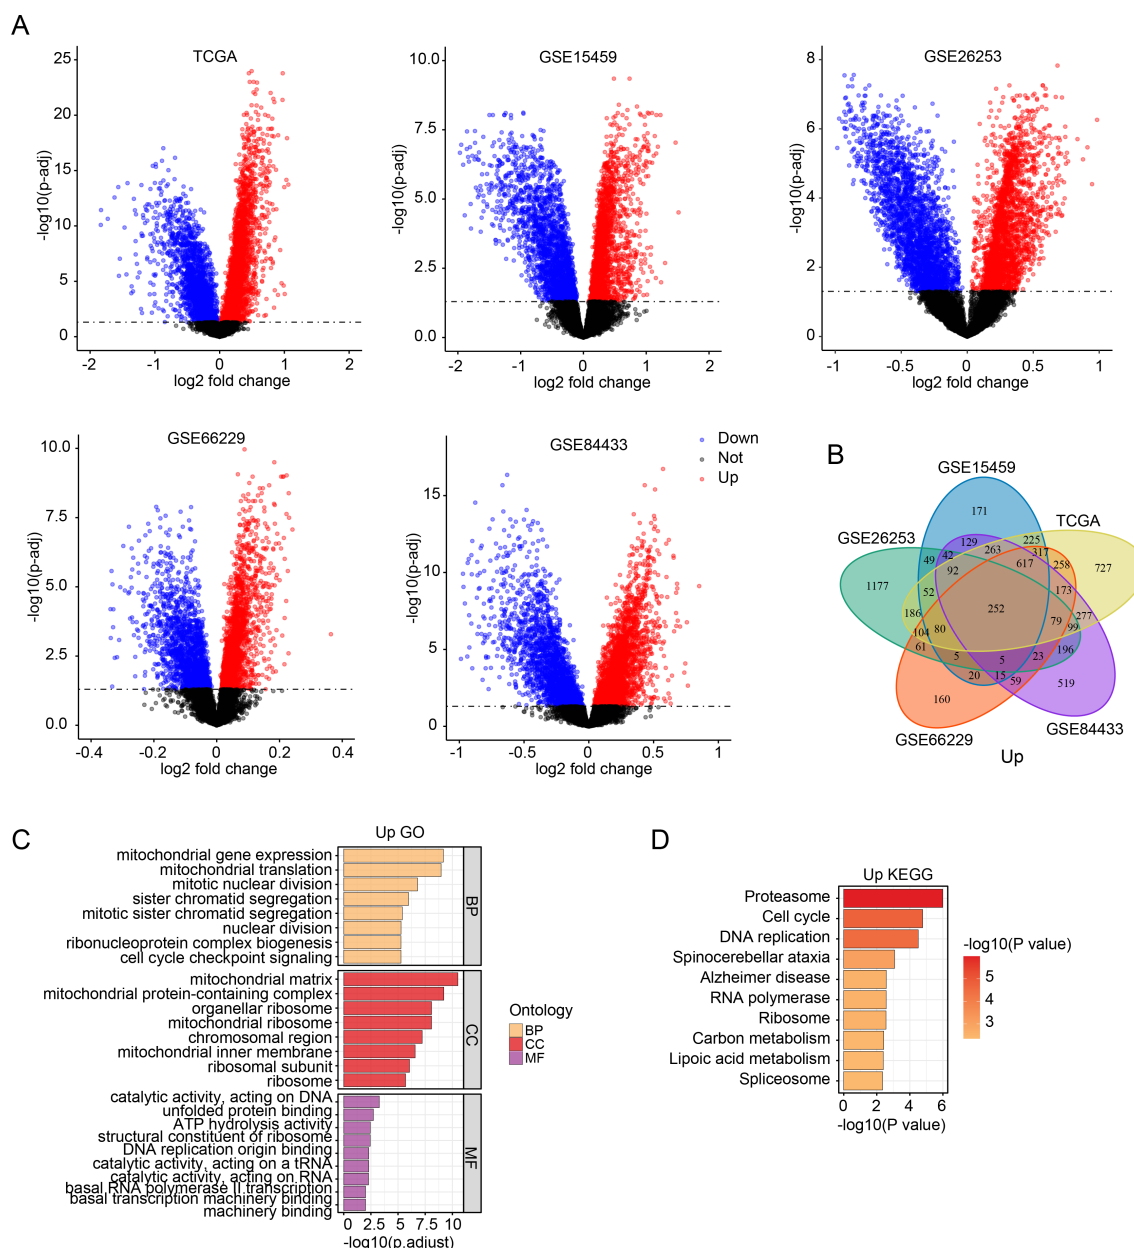 A
TCGA
25
20
15
10
5
0
-2
-1
0
1
2
-log10(p-adj)
log2 fold change
GSE15459
10.0
7.5
5.0
2.5
0.0
-2
-1
0
1
2
-log10(p-adj)
log2 fold change
GSE26253
8
6
4
2
0
-1
-0.5
0
0.5
1
-log10(p-adj)
log2 fold change
GSE66229
10.0
7.5
5.0
2.5
0.0
-0.4
-0.2
0
0.2
0.4
-log10(p-adj)
log2 fold change
GSE84433
15
10
5
0
-1
-0.5
0
0.5
1
-log10(p-adj)
log2 fold change
Down
Not
Up
B
GSE15459
TCGA
GSE26253
GSE66229
GSE84433
171
129
225
263
317
42
49
92
617
258
727
1177
52
173
186
252
277
104
80
79
99
61
5
5
23
196
20
15
59
519
160
Up
C
Up GO
mitochondrial gene expression
mitochondrial translation
mitotic nuclear division
sister chromatid segregation
mitotic sister chromatid segregation
nuclear division
ribonucleoprotein complex biogenesis
cell cycle checkpoint signaling
BP
mitochondrial matrix
mitochondrial protein-containing complex
organellar ribosome
mitochondrial ribosome
chromosomal region
mitochondrial inner membrane
ribosomal subunit
ribosome
CC
catalytic activity, acting on DNA
unfolded protein binding
ATP hydrolysis activity
structural constituent of ribosome
DNA replication origin binding
catalytic activity, acting on a tRNA
catalytic activity, acting on RNA
basal RNA polymerase II transcription
basal transcription machinery binding
machinery binding
MF
0
2.5
5
7.5
10
-log10(p.adjust)
Ontology
BP
CC
MF
D
Up KEGG
Proteasome
Cell cycle
DNA replication
Spinocerebellar ataxia
Alzheimer disease
RNA polymerase
Ribosome
Carbon metabolism
Lipoic acid metabolism
Spliceosome
0
2
4
6
-log10(P value)
-log10(P value)
5
4
3